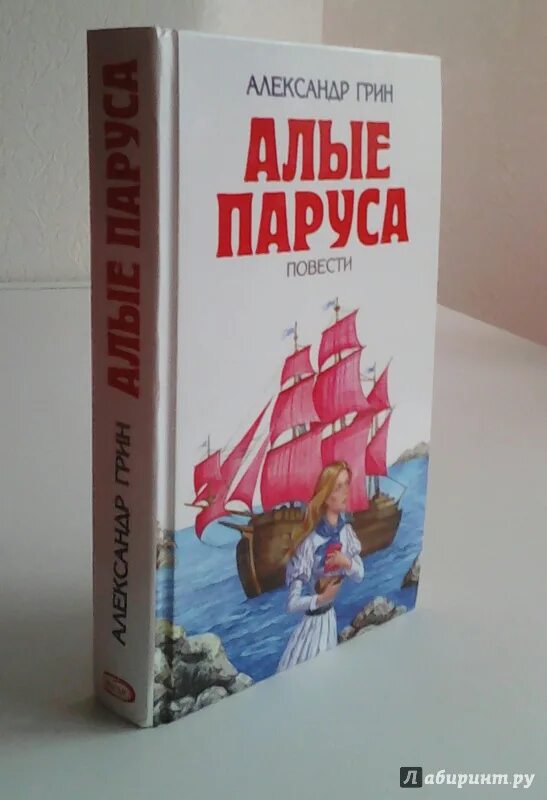 АЛЕКСАНДР ГРИН
АЛЫЕ
ПАРУСА
ПОВЕСТИ
АЛЕКСАНДР ГРИН АЛЫЕ ПАРУСА
Лабиринт.ру